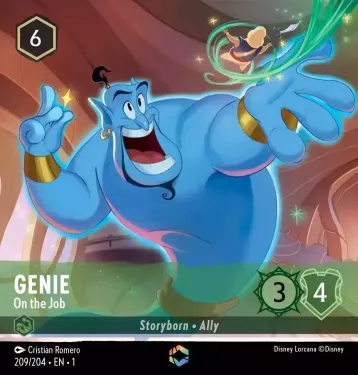 6
GENIE
On the Job
3
4
Storyborn • Ally
Cristian Romero
Disney Lorcana ©Disney
209/204 • EN • 1